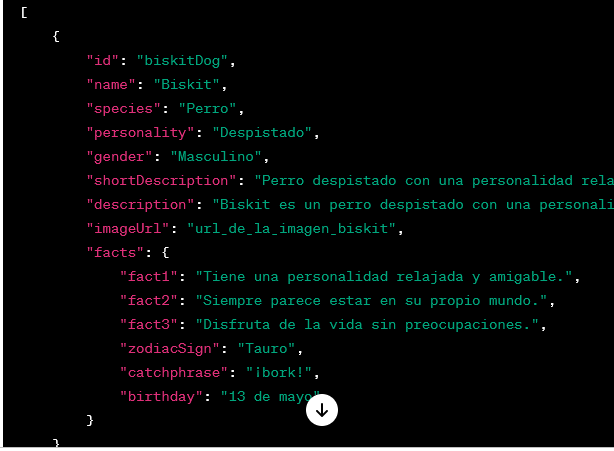 [
{
"id": "biskitDog",
"name": "Biskit",
"species": "Perro",
"personality": "Despistado",
"gender": "Masculino",
"shortDescription": "Perro despistado con una personalidad rela
"description": "Biskit es un perro despistado con una personali
"imageUrl": "url_de_la_imagen_biskit",
"facts": {
"fact1": "Tiene una personalidad relajada y amigable.",
"fact2": "Siempre parece estar en su propio mundo.",
"fact3": "Disfruta de la vida sin preocupaciones.",
"zodiacSign": "Tauro",
"catchphrase": "¡bork!",
"birthday": "13 de mayo"
}
}